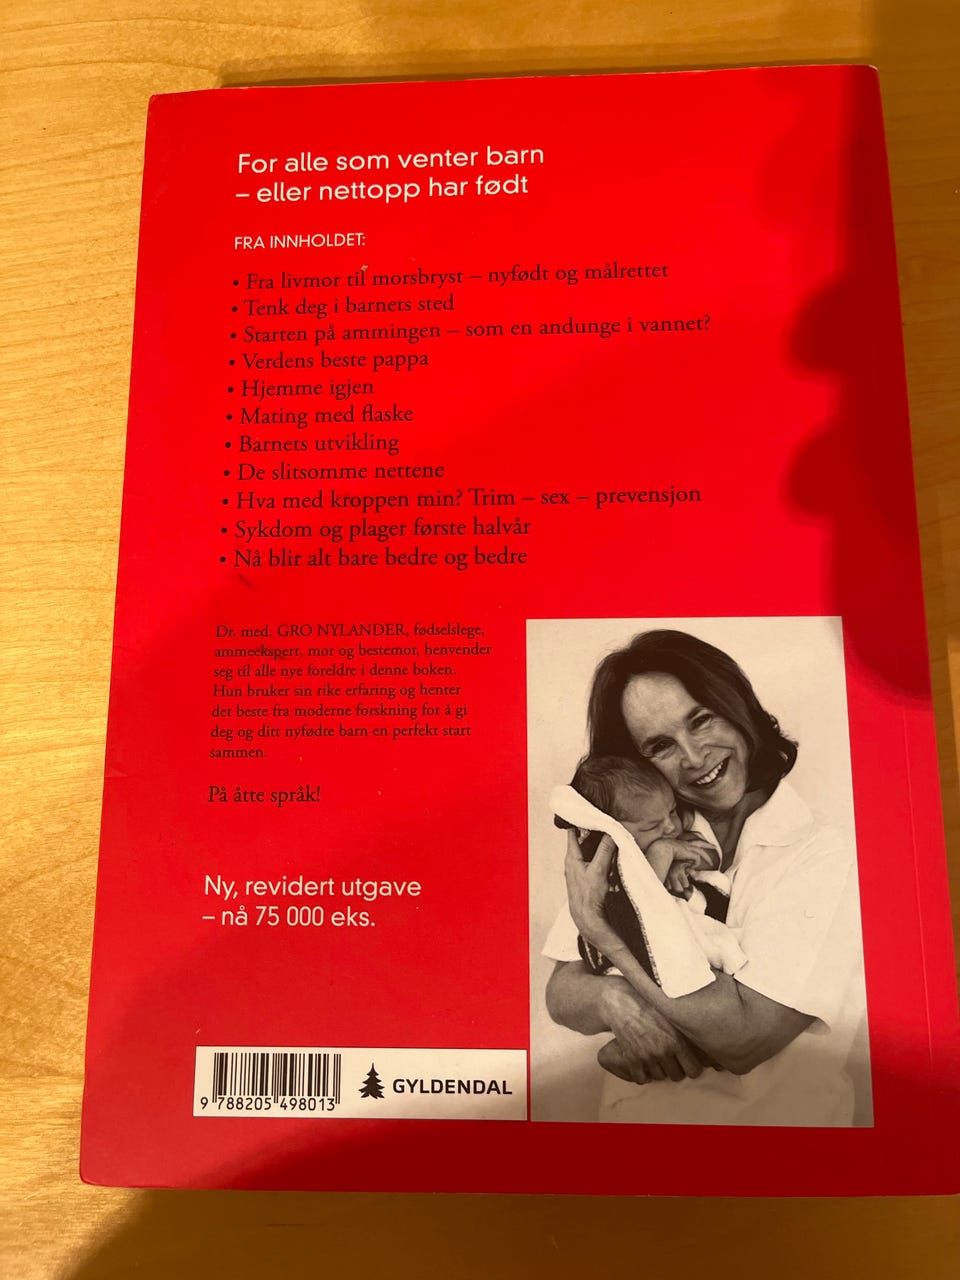 For alle som venter barn
– eller nettopp har født
FRA INNHOLDET:
• Fra livmor til morsbryst – nyfødt og målrettet
• Tenk deg i barnets sted
• Starten på ammingen – som en andunge i vannet?
• Verdens beste pappa
• Hjemme igjen
• Mating med flaske
• Barnets utvikling
• De slitsomme nettene
• Hva med kroppen min? Trim – sex – prevensjon
• Sykdom og plager første halvår
• Nå blir alt bare bedre og bedre
Dr. med. GRO NYLANDER, fødselslege,
ammeekspert, mor og bestemor, henvender
seg til alle nye foreldre i denne boken.
Hun bruker sin rike erfaring og henter
det beste fra moderne forskning for å gi
deg og ditt nyfødte barn en perfekt start
sammen.
På åtte språk!
Ny, revidert utgave
– nå 75 000 eks.
9 788205 498013
GYLDENDAL